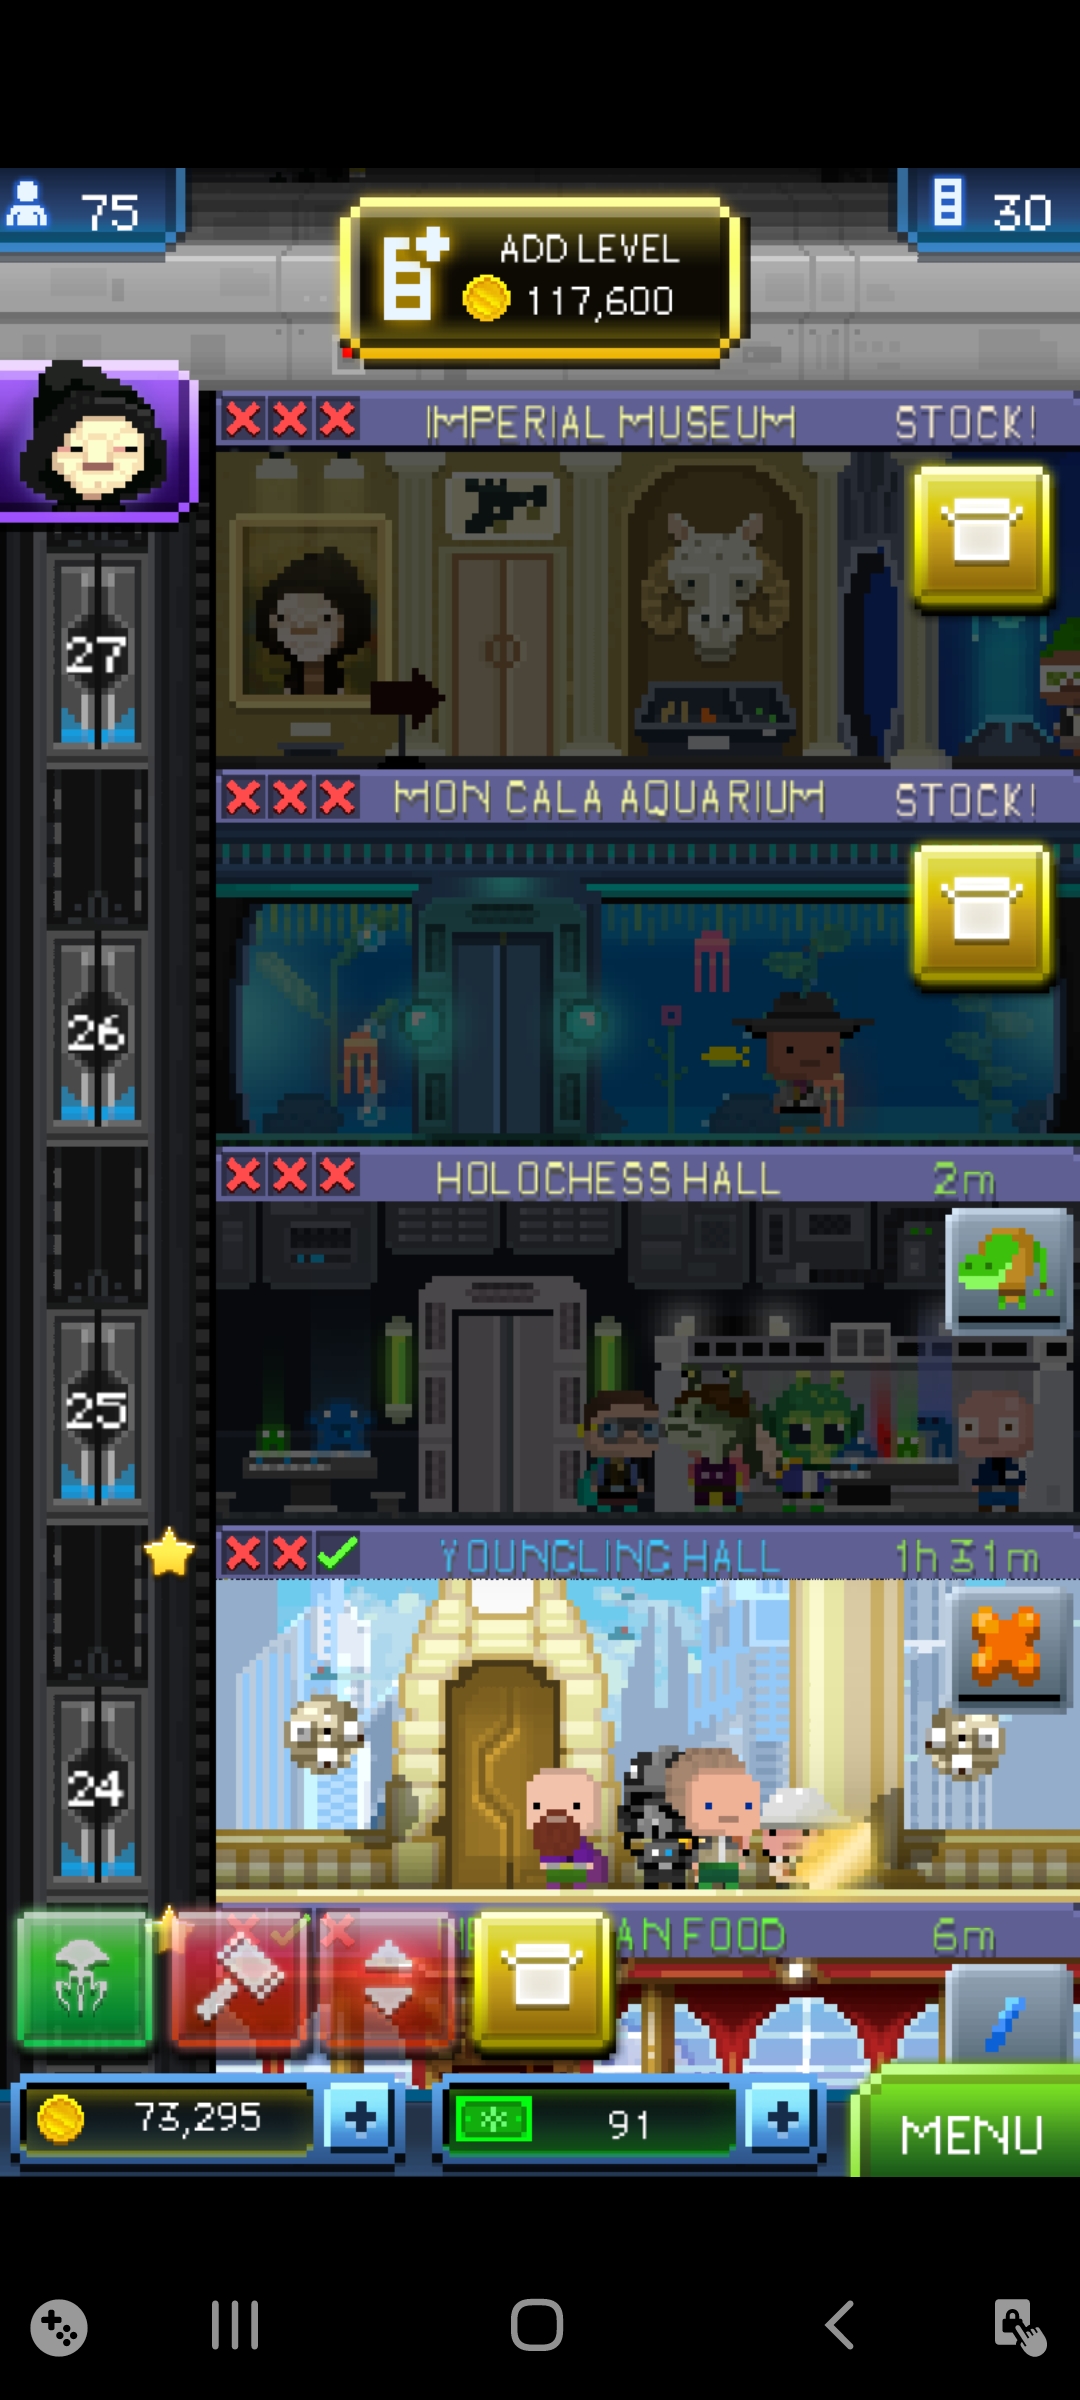 75
ADD LEVEL
117,600
30
IMPERIAL MUSEUM STOCK!
27
MON CALA AQUARIUM STOCK!
26
HOLOCHESS HALL 2m
25
YOUNGLING HALL 1h 31m
24
AN FOOD 6m
73,295
91
MENU